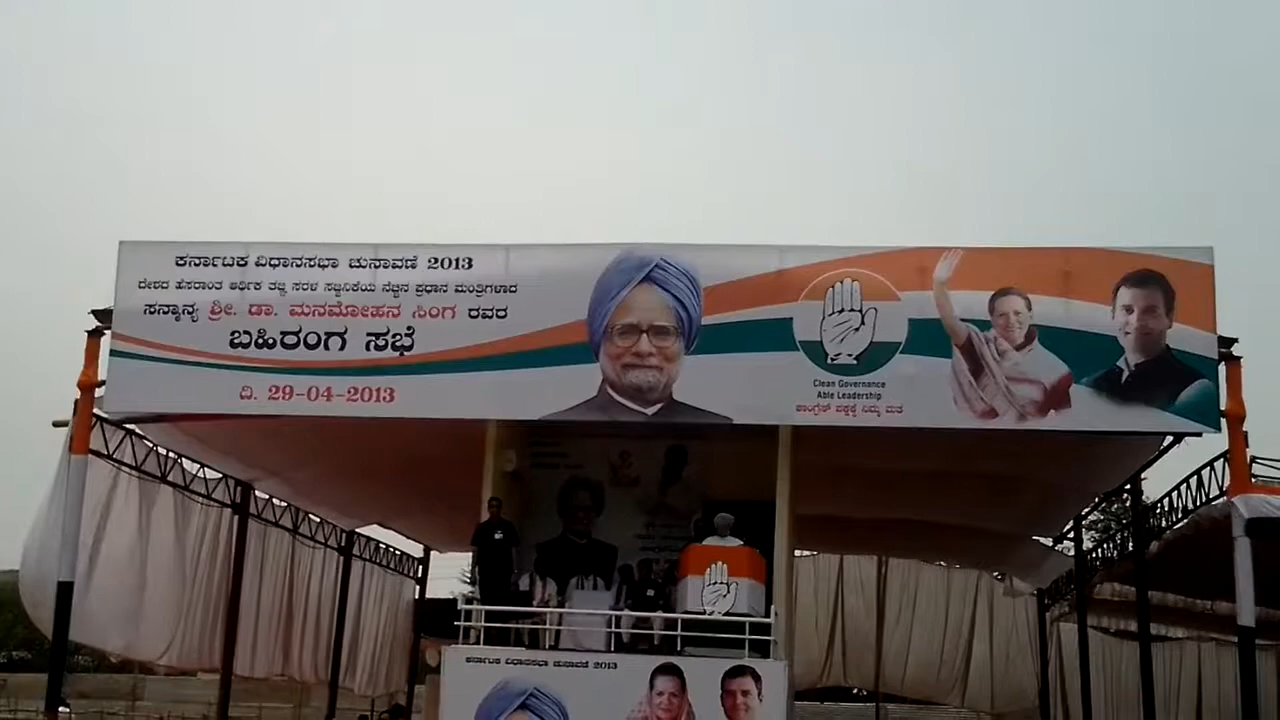 ಕರ್ನಾಟಕ ವಿಧಾನಸಭಾ ಚುನಾವಣೆ 2013
ದೇಶದ ಹೆಸರಾಂತ ಆರ್ಥಿಕ ತಜ್ಞ ಸರಳ ಸಜ್ಜನಿಕೆಯ ನೆಚ್ಚಿನ ಪ್ರಧಾನ ಮಂತ್ರಿಗಳಾದ
ಸನ್ಮಾನ್ಯ ಶ್ರೀ. ಡಾ. ಮನಮೋಹನ ಸಿಂಗ ರವರ
ಬಹಿರಂಗ ಸಭೆ
ದಿ. 29-04-2013
Clean Governance
Able Leadership
ಕಾಂಗ್ರೆಸ್ ಪಕ್ಷಕ್ಕೆ ನಿಮ್ಮ ಮತ
ಕರ್ನಾಟಕ ವಿಧಾನಸಭಾ ಚುನಾವಣೆ 2013